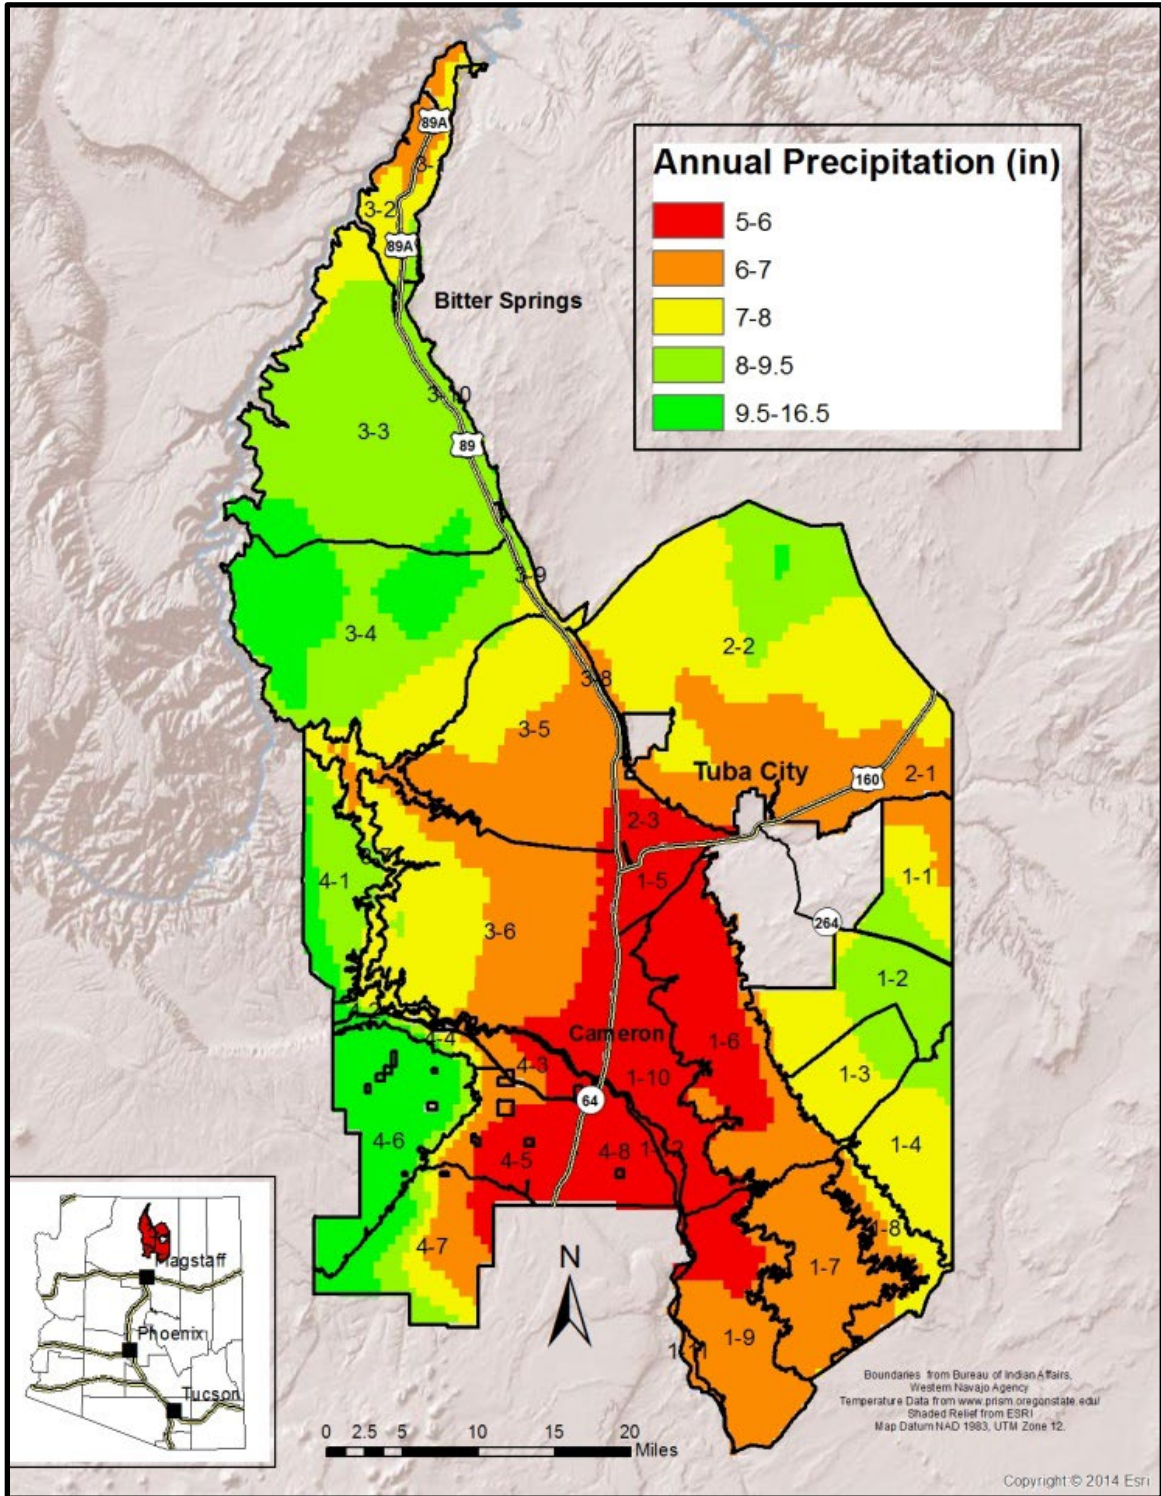 89A
3-2
89A
Bitter Springs
Annual Precipitation (in)
5-6
6-7
7-8
8-9.5
9.5-16.5
3-10
3-3
89
3-9
3-4
2-2
3-8
3-5
Tuba City
160
2-1
2-3
1-5
1-1
4-1
264
3-6
1-2
Cameron
1-6
4-4
4-3
1-3
1-10
64
4-6
4-5
4-8
1-4
4-7
1-8
1-7
N
1-9
1-11
Flagstaff
Phoenix
Tucson
0 2.5 5 10 15 20
Miles
Boundaries from Bureau of Indian Affairs,
Western Navajo Agency
Temperature Data from www.prism.oregonstate.edu/
Shaded Relief from ESRI
Map Datum NAD 1983, UTM Zone 12.
Copyright:© 2014 Esri